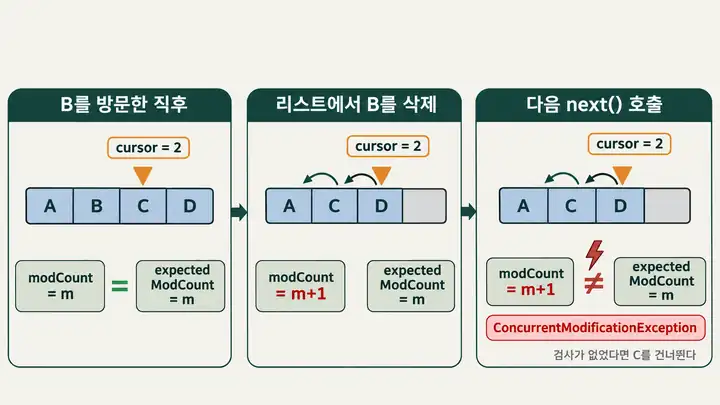 B를 방문한 직후
cursor = 2
A B C D
modCount
= m
=
expected
ModCount
= m
리스트에서 B를 삭제
cursor = 2
A C D
modCount
= m+1
expected
ModCount
= m
다음 next() 호출
cursor = 2
A C D
modCount
= m+1
≠
expected
ModCount
= m
ConcurrentModificationException
검사가 없었다면 C를 건너뛴다